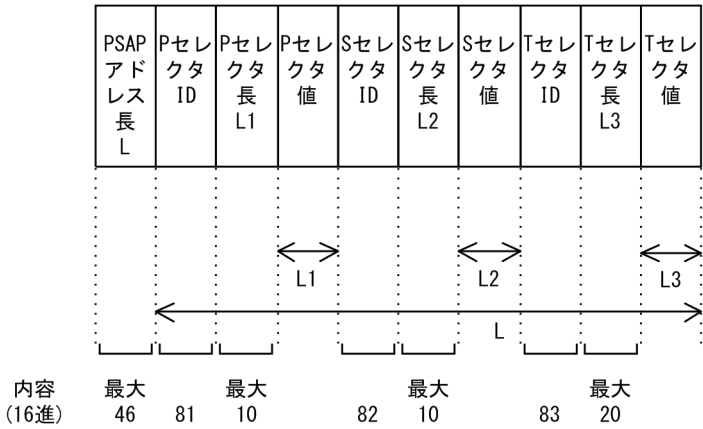 PSAP アドレス長 L
Pセレクタ ID
Pセレクタ長 L1
Pセレクタ値
Sセレクタ ID
Sセレクタ長 L2
Sセレクタ値
Tセレクタ ID
Tセレクタ長 L3
Tセレクタ値
L1 L2 L3
L
内容 最大 最大 最大 最大
(16進) 46 81 10 82 10 83 20